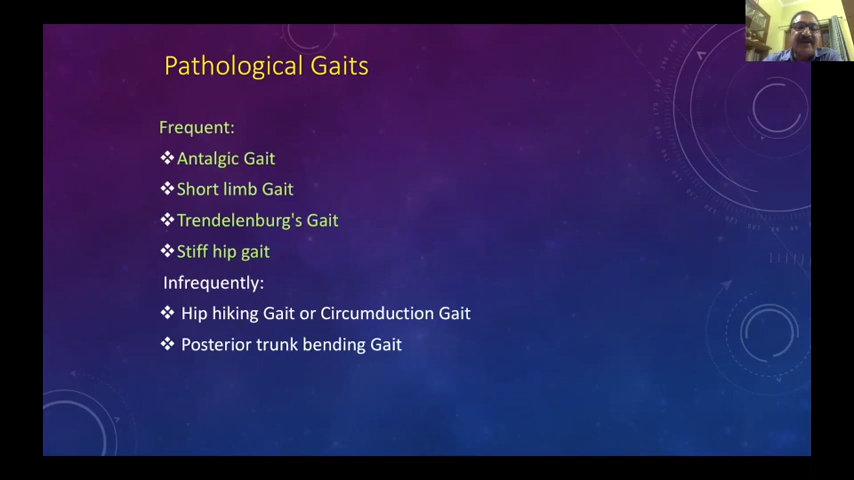 Pathological Gaits
Frequent:
❖Antalgic Gait
❖Short limb Gait
❖Trendelenburg's Gait
❖Stiff hip gait
Infrequently:
❖ Hip hiking Gait or Circumduction Gait
❖ Posterior trunk bending Gait